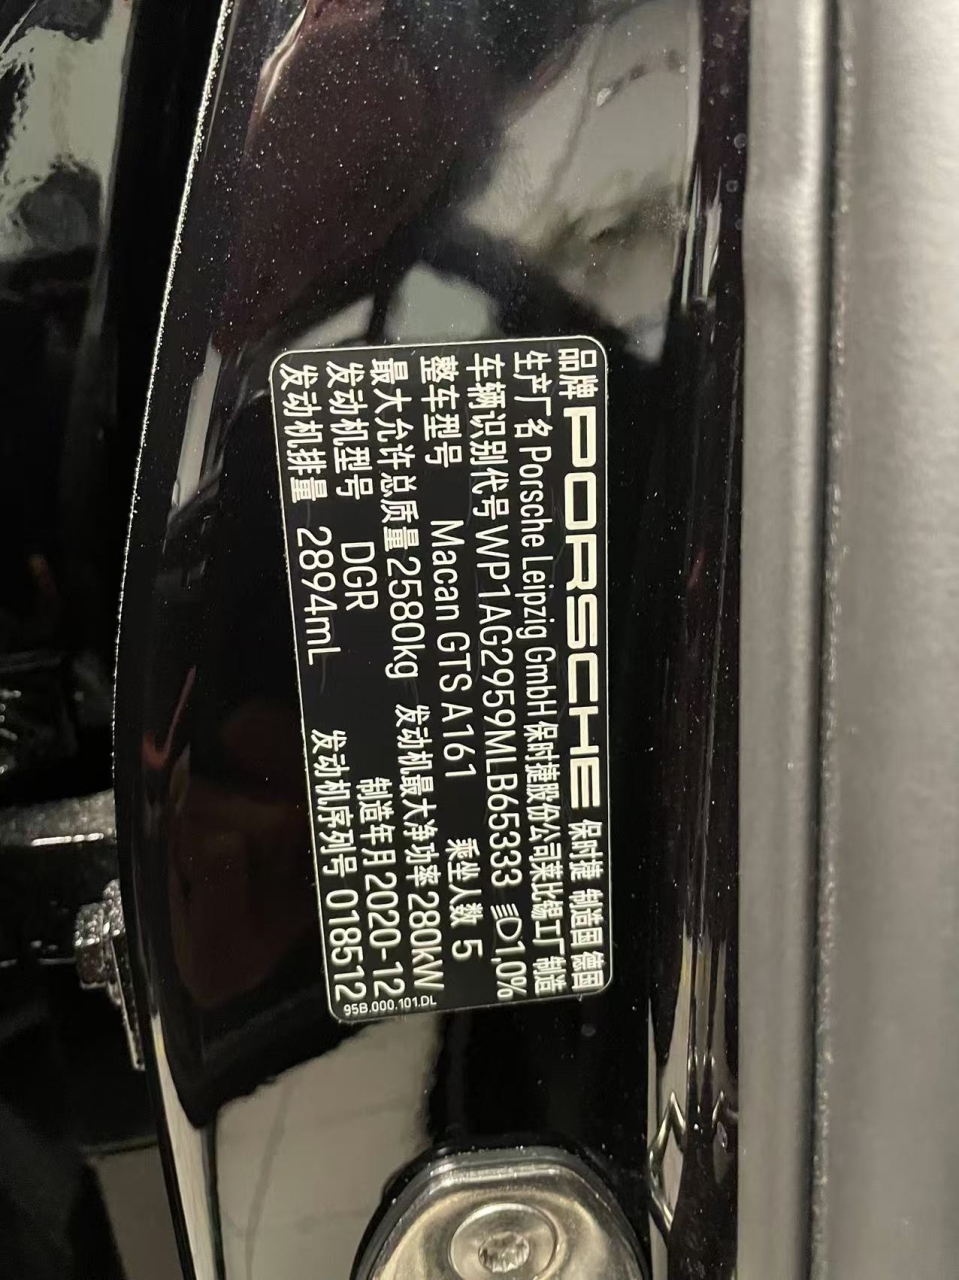 品牌 PORSCHE 保时捷 制造国 德国
生产厂名 Porsche Leipzig GmbH 保时捷股份公司莱比锡工厂制造
车辆识别代号 WP1AG2959MLB65333 1,0%
整车型号 Macan GTS A161 乘坐人数 5
最大允许总质量 2580kg 发动机最大净功率 280kW
发动机型号 DGR 制造年月 2020-12
发动机排量 2894mL 发动机序列号 018512
95B.000.101.DL